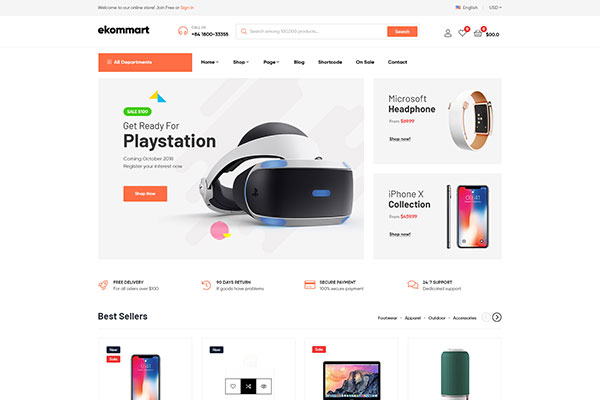 Welcome to our online store! Join Free or Sign in
English
USD
ekommart
CALL US
+84 1800-33355
Search among 100,000 products...
Search
0
0
$00.0
All Departments
Home
Shop
Page
Blog
Shortcode
On Sale
Contact
SALE $100
Get Ready For
Playstation
Coming October 2018
Register your interest now
Shop Now
Microsoft
Headphone
From $69.99
Shop now!
iPhone X
Collection
From $439.99
Shop now!
FREE DELIVERY
For all oders over $100
90 DAYS RETURN
If goods have problems
SECURE PAYMENT
100% secure payment
24/7 SUPPORT
Dedicated support
Best Sellers
Footwear
Apparel
Outdoor
Accessories
New
Sale
New
Sale